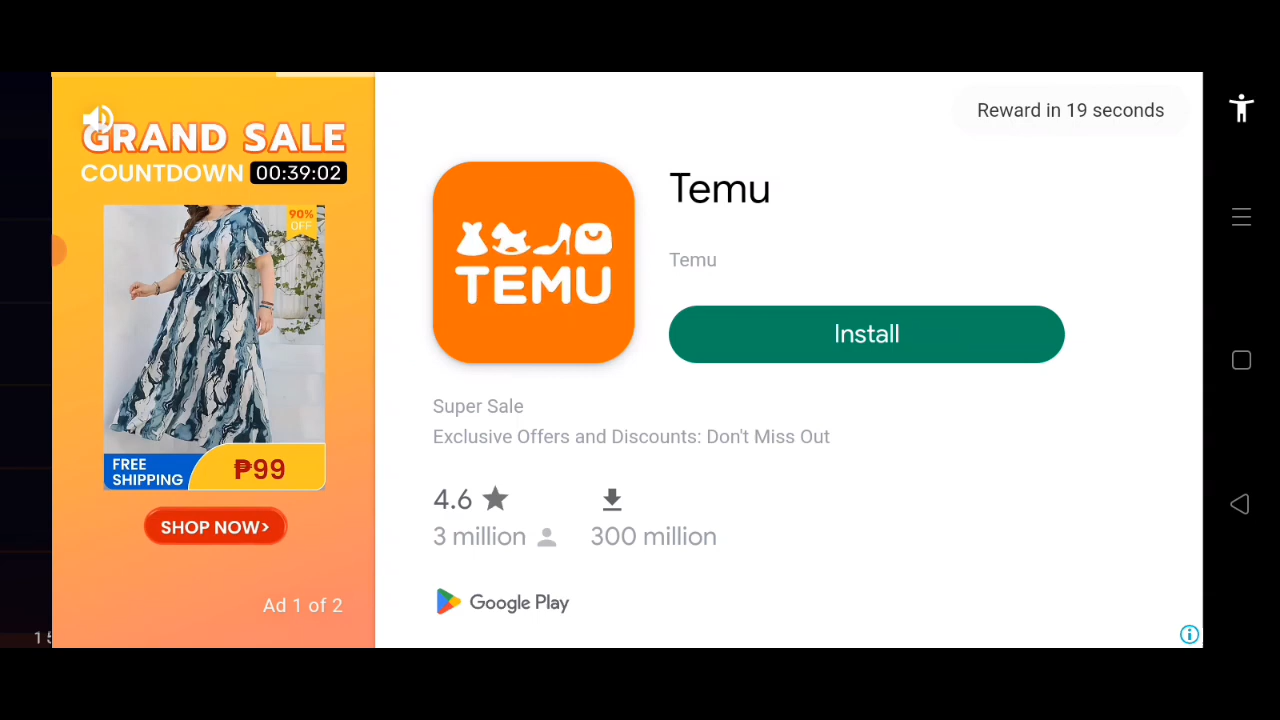 GRAND SALE
COUNTDOWN 00:39:02
90%
OFF
FREE
SHIPPING
₱99
SHOP NOW>
Ad 1 of 2
Reward in 19 seconds
TEMU
Temu
Temu
Install
Super Sale
Exclusive Offers and Discounts: Don't Miss Out
4.6
3 million
300 million
Google Play